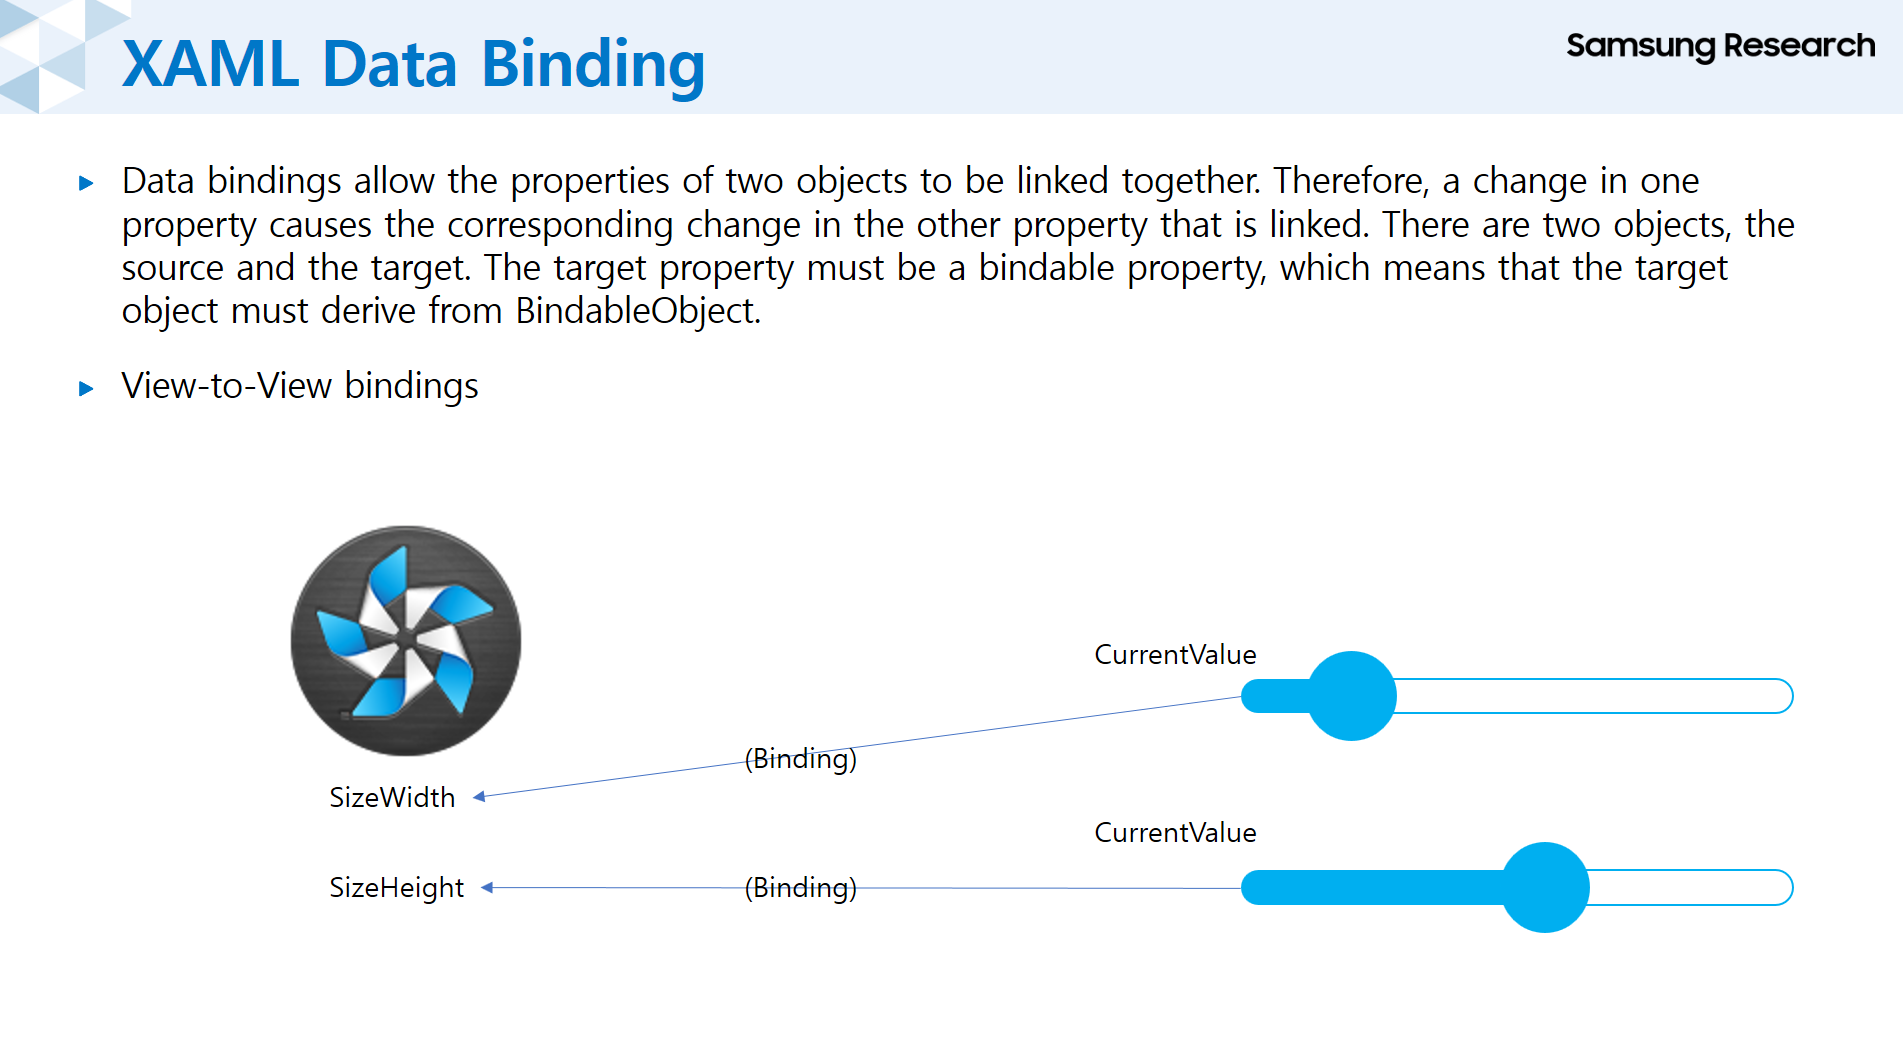 XAML Data Binding
Samsung Research
Data bindings allow the properties of two objects to be linked together. Therefore, a change in one
property causes the corresponding change in the other property that is linked. There are two objects, the
source and the target. The target property must be a bindable property, which means that the target
object must derive from BindableObject.
View-to-View bindings
CurrentValue
(Binding)
SizeWidth
CurrentValue
SizeHeight
(Binding)